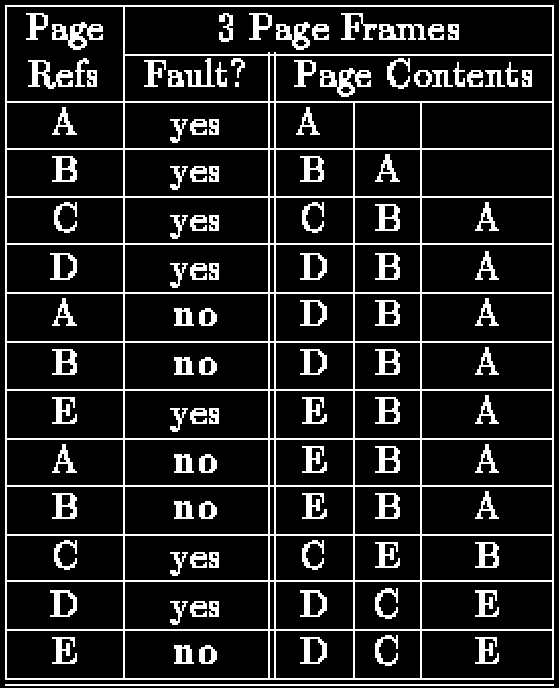 Page 3 Page Frames
Refs Fault? Page Contents
A yes A
B yes B A
C yes C B A
D yes D B A
A no D B A
B no D B A
E yes E B A
A no E B A
B no E B A
C yes C E B
D yes D C E
E no D C E